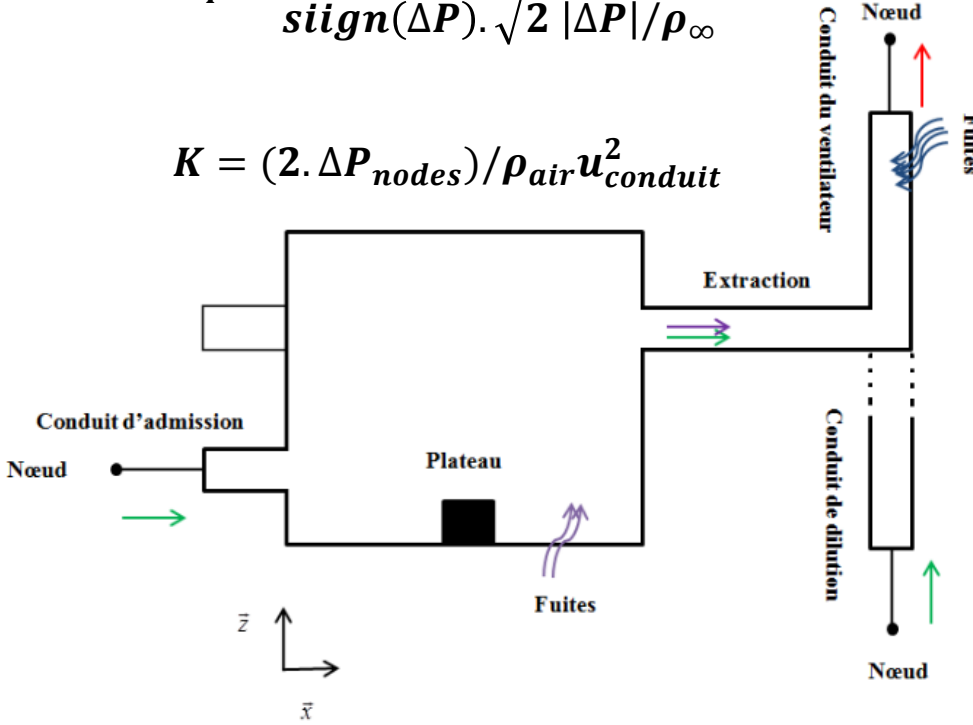 siign(ΔP).√2 |ΔP|/ρ∞
Nœud
Conduit du ventilateur
Fuites
K = (2. ΔP_nodes)/ρ_air u²_conduit
Extraction
Conduit d'admission
Nœud
Plateau
Conduit de dilution
Fuites
z⃗
x⃗
Nœud